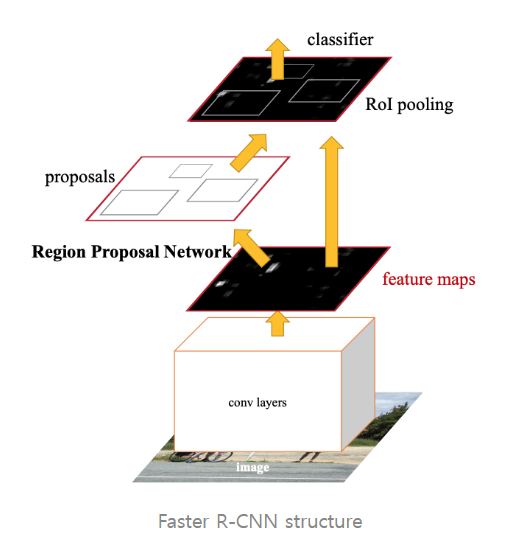 classifier
RoI pooling
proposals
Region Proposal Network
feature maps
conv layers
image
Faster R-CNN structure